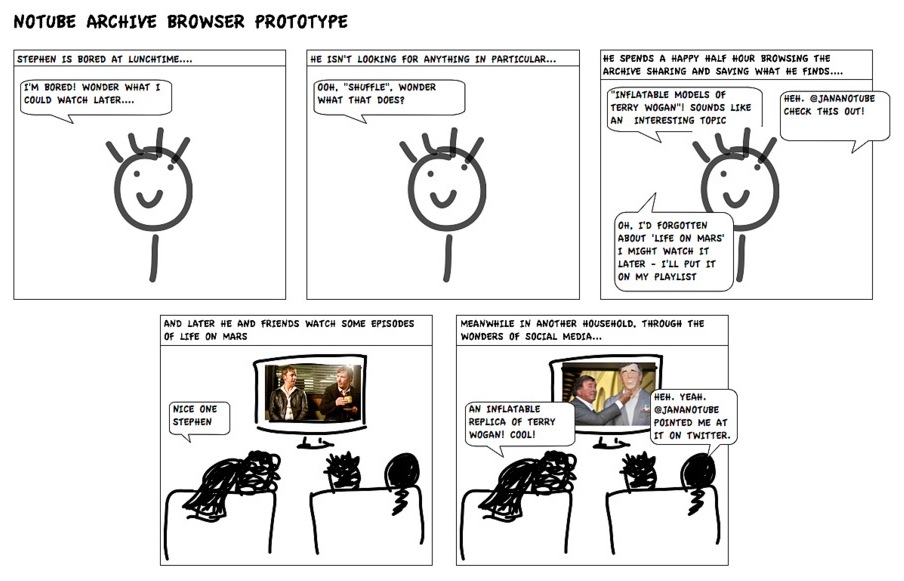 NOTUBE ARCHIVE BROWSER PROTOTYPE
STEPHEN IS BORED AT LUNCHTIME....
I'M BORED! WONDER WHAT I
COULD WATCH LATER....
HE ISN'T LOOKING FOR ANYTHING IN PARTICULAR...
OOH, "SHUFFLE", WONDER
WHAT THAT DOES?
HE SPENDS A HAPPY HALF HOUR BROWSING THE
ARCHIVE SHARING AND SAVING WHAT HE FINDS....
"INFLATABLE MODELS OF
TERRY WOGAN"! SOUNDS LIKE
AN INTERESTING TOPIC
HEH. @JANANOTUBE
CHECK THIS OUT!
OH, I'D FORGOTTEN
ABOUT 'LIFE ON MARS'
I MIGHT WATCH IT
LATER - I'LL PUT IT
ON MY PLAYLIST
AND LATER HE AND FRIENDS WATCH SOME EPISODES
OF LIFE ON MARS
NICE ONE
STEPHEN
MEANWHILE IN ANOTHER HOUSEHOLD, THROUGH THE
WONDERS OF SOCIAL MEDIA...
AN INFLATABLE
REPLICA OF TERRY
WOGAN! COOL!
HEH. YEAH.
@JANANOTUBE
POINTED ME AT
IT ON TWITTER.